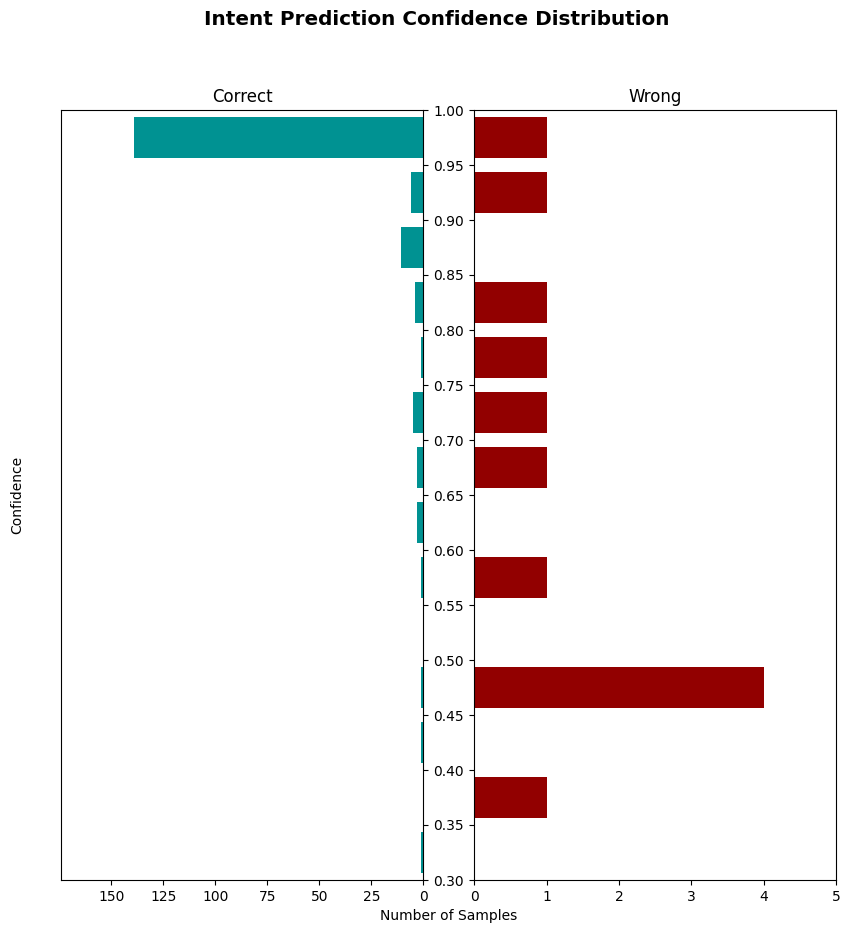 Intent Prediction Confidence Distribution
Correct
Wrong
1.00
0.95
0.90
0.85
0.80
0.75
0.70
0.65
0.60
0.55
0.50
0.45
0.40
0.35
0.30
Confidence
150 125 100 75 50 25 0
0 1 2 3 4 5
Number of Samples